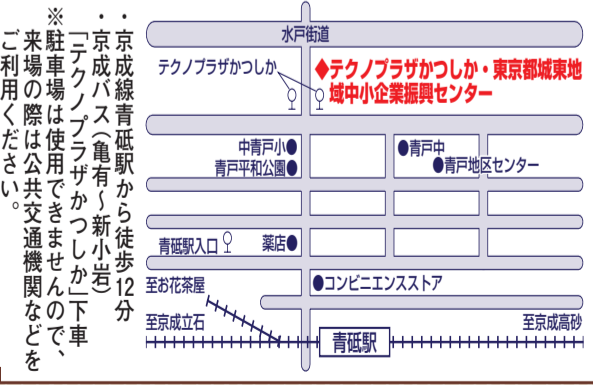 ・京成線青砥駅から徒歩12分
・京成バス(亀有～新小岩)
「テクノプラザかつしか」下車
※駐車場は使用できませんので、
来場の際は公共交通機関などを
ご利用ください。
水戸街道
テクノプラザかつしか
◆テクノプラザかつしか・東京都城東地
域中小企業振興センター
中青戸小
青戸平和公園
青戸中
青戸地区センター
青砥駅入口
薬店
至お花茶屋
コンビニエンスストア
至京成立石
青砥駅
至京成高砂